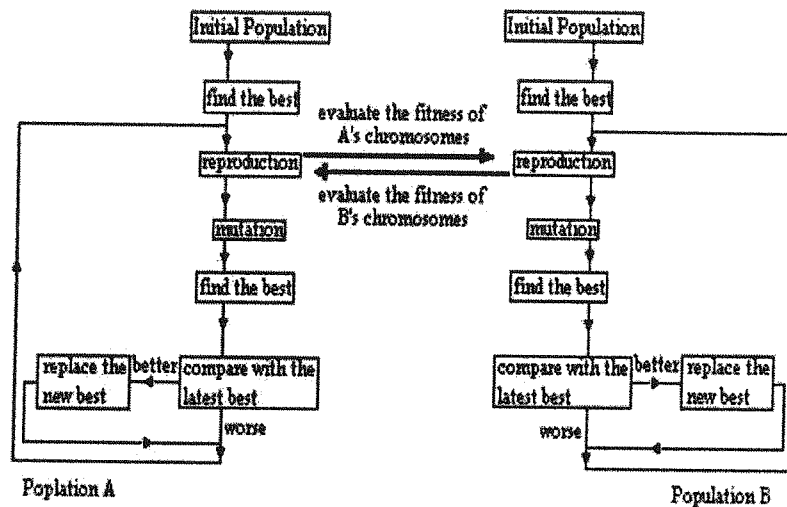 Initial Population
find the best
reproduction
mutation
find the best
compare with the
latest best
better
replace the
new best
worse
Poplation A
evaluate the fitness of
A's chromosomes
evaluate the fitness of
B's chromosomes
Initial Population
find the best
reproduction
mutation
find the best
compare with the
latest best
better
replace the
new best
worse
Population B